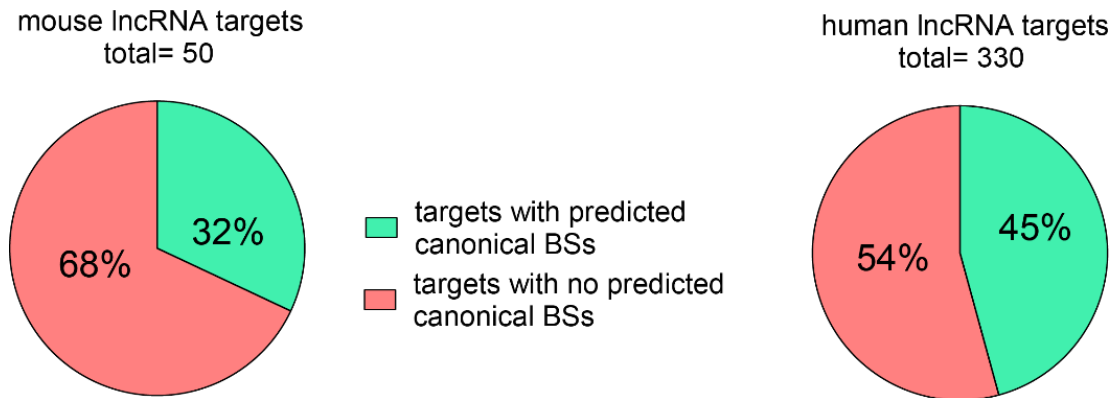 mouse lncRNA targets
total= 50
68%
32%
targets with predicted
canonical BSs
targets with no predicted
canonical BSs
human lncRNA targets
total= 330
54%
45%